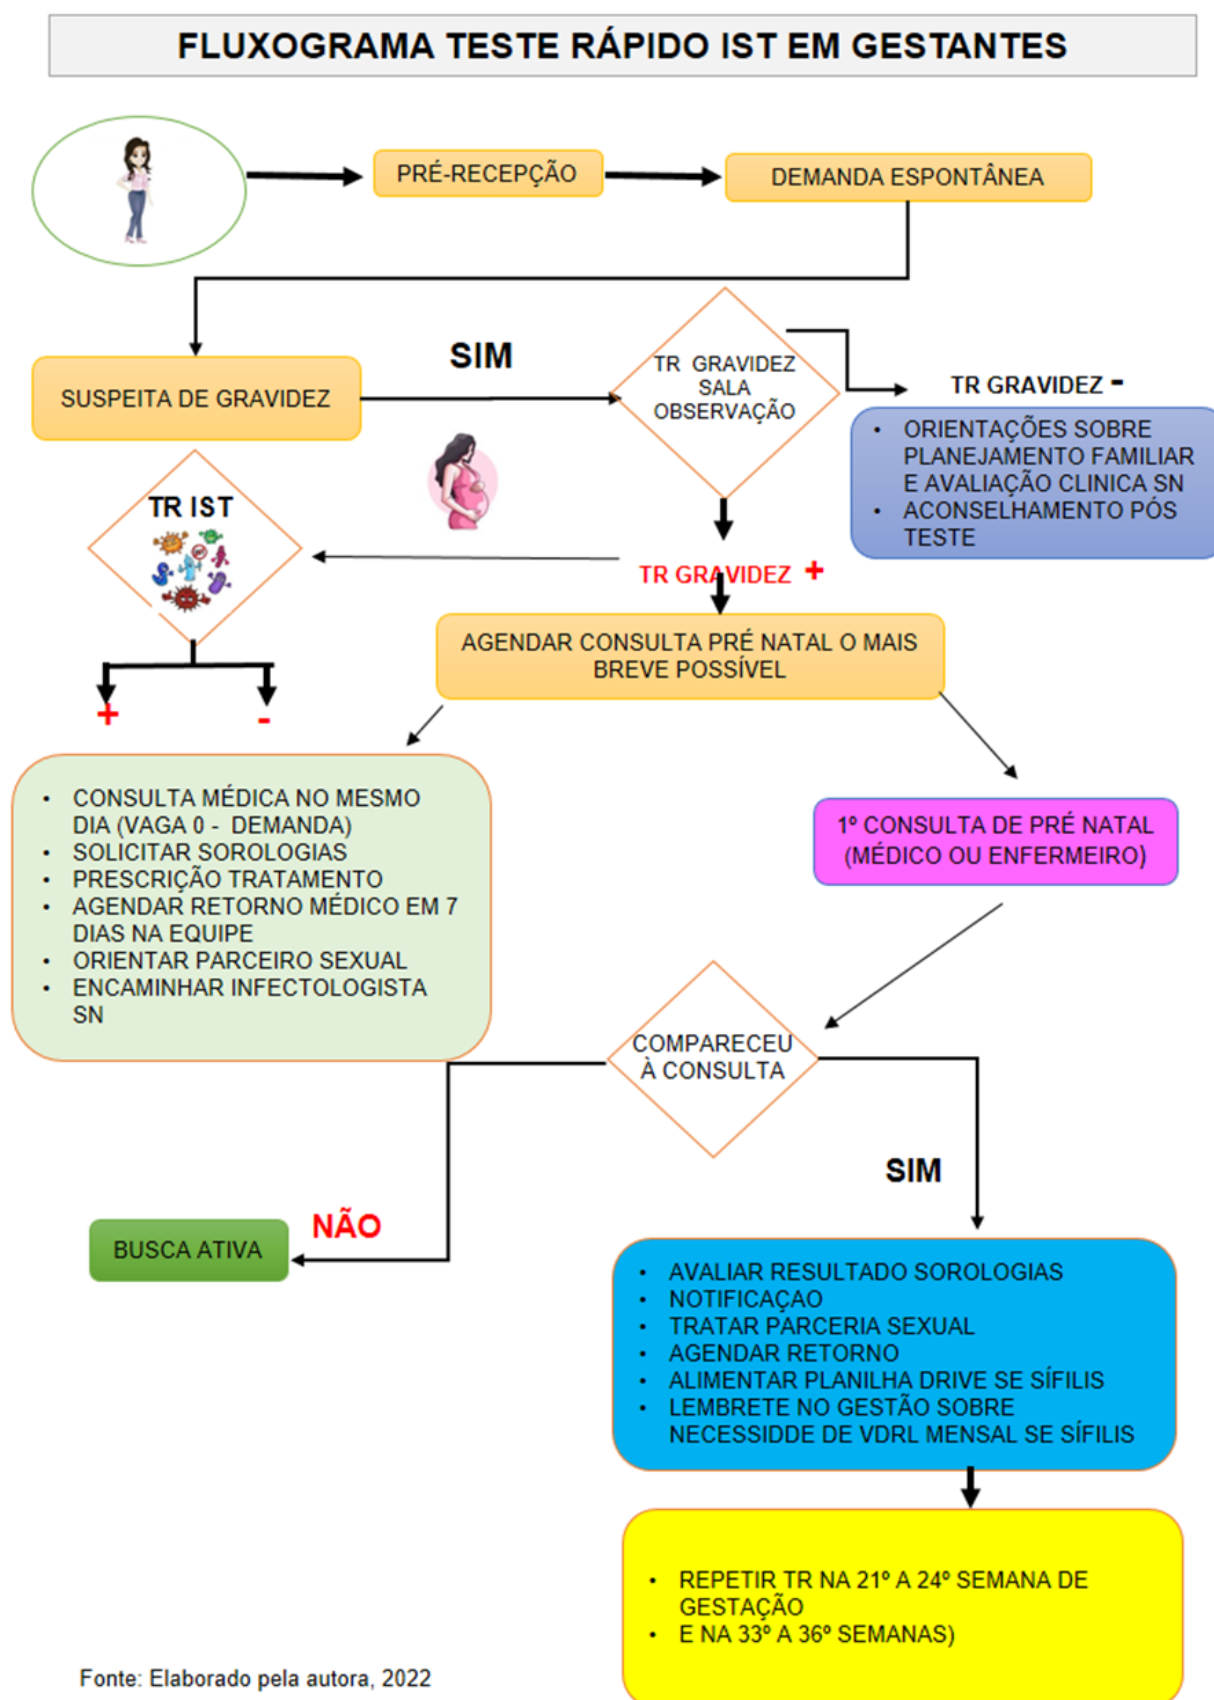 FLUXOGRAMA TESTE RÁPIDO IST EM GESTANTES
PRÉ-RECEPÇÃO
DEMANDA ESPONTÂNEA
SUSPEITA DE GRAVIDEZ
SIM
TR GRAVIDEZ
SALA
OBSERVAÇÃO
TR GRAVIDEZ -
• ORIENTAÇÕES SOBRE
PLANEJAMENTO FAMILIAR
E AVALIAÇÃO CLINICA SN
• ACONSELHAMENTO PÓS
TESTE
TR IST
TR GRAVIDEZ +
AGENDAR CONSULTA PRÉ NATAL O MAIS
BREVE POSSÍVEL
+
-
• CONSULTA MÉDICA NO MESMO
DIA (VAGA 0 - DEMANDA)
• SOLICITAR SOROLOGIAS
• PRESCRIÇÃO TRATAMENTO
• AGENDAR RETORNO MÉDICO EM 7
DIAS NA EQUIPE
• ORIENTAR PARCEIRO SEXUAL
• ENCAMINHAR INFECTOLOGISTA
SN
1º CONSULTA DE PRÉ NATAL
(MÉDICO OU ENFERMEIRO)
COMPARECEU
À CONSULTA
SIM
NÃO
BUSCA ATIVA
• AVALIAR RESULTADO SOROLOGIAS
• NOTIFICAÇAO
• TRATAR PARCERIA SEXUAL
• AGENDAR RETORNO
• ALIMENTAR PLANILHA DRIVE SE SÍFILIS
• LEMBRETE NO GESTÃO SOBRE
NECESSIDDE DE VDRL MENSAL SE SÍFILIS
• REPETIR TR NA 21º A 24º SEMANA DE
GESTAÇÃO
• E NA 33º A 36º SEMANAS)
Fonte: Elaborado pela autora, 2022